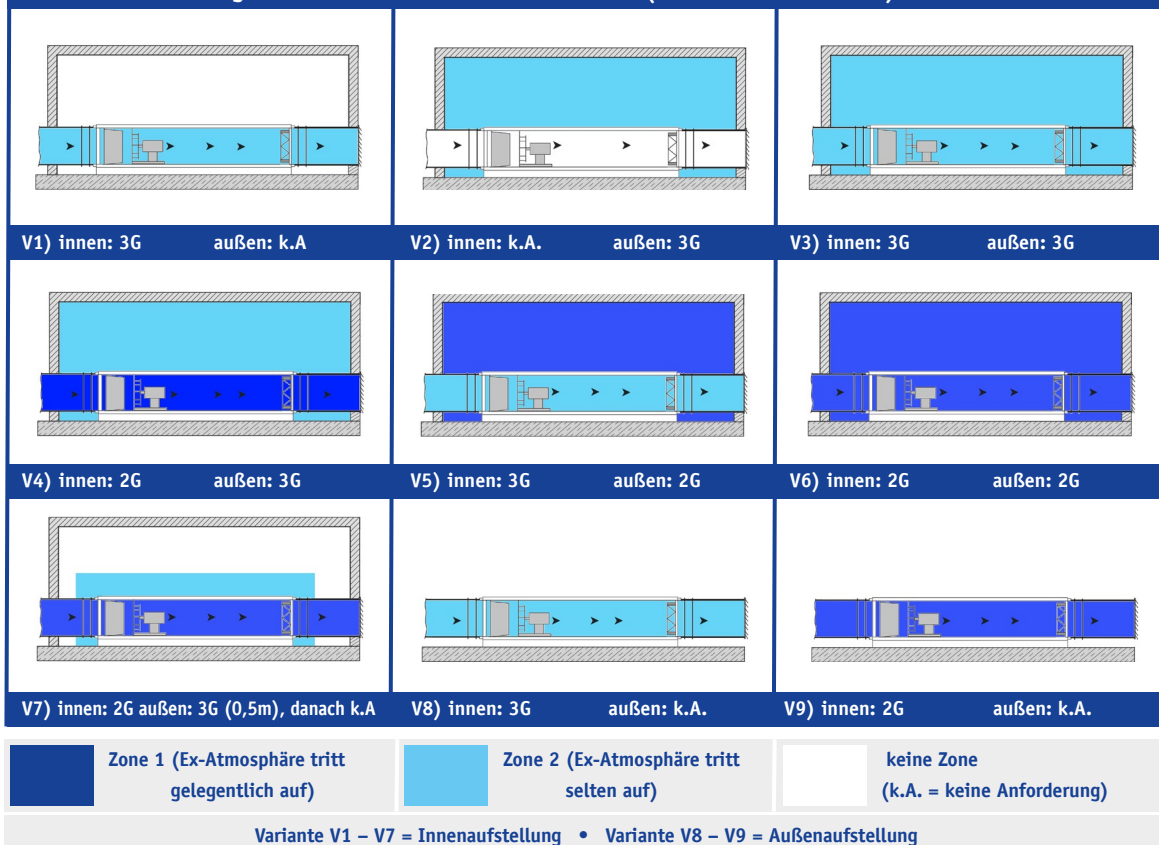 V1) innen: 3G außen: k.A
V2) innen: k.A. außen: 3G
V3) innen: 3G außen: 3G
V4) innen: 2G außen: 3G
V5) innen: 3G außen: 2G
V6) innen: 2G außen: 2G
V7) innen: 2G außen: 3G (0,5m), danach k.A
V8) innen: 3G außen: k.A.
V9) innen: 2G außen: k.A.
Zone 1 (Ex-Atmosphäre tritt
gelegentlich auf)
Zone 2 (Ex-Atmosphäre tritt
selten auf)
keine Zone
(k.A. = keine Anforderung)
Variante V1 – V7 = Innenaufstellung • Variante V8 – V9 = Außenaufstellung